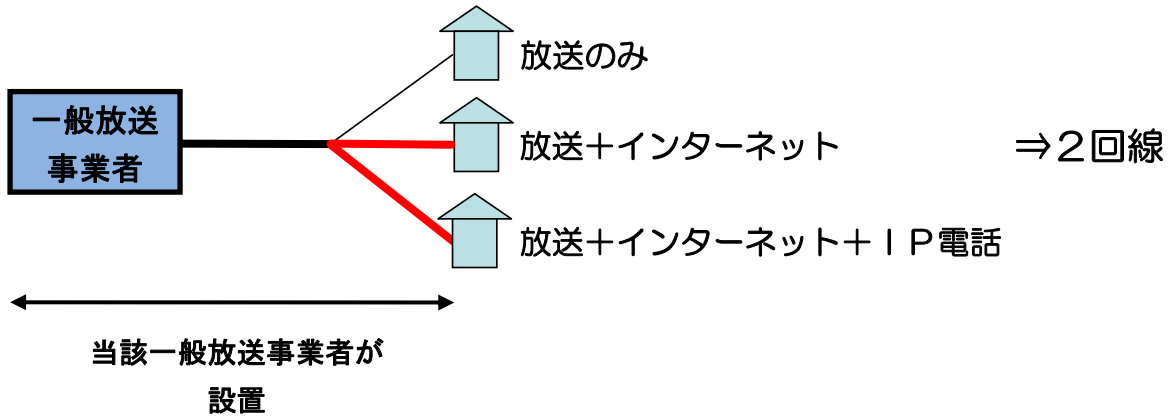 放送のみ
一般放送
事業者
放送＋インターネット
⇒２回線
放送＋インターネット＋ＩＰ電話
当該一般放送事業者が
設置